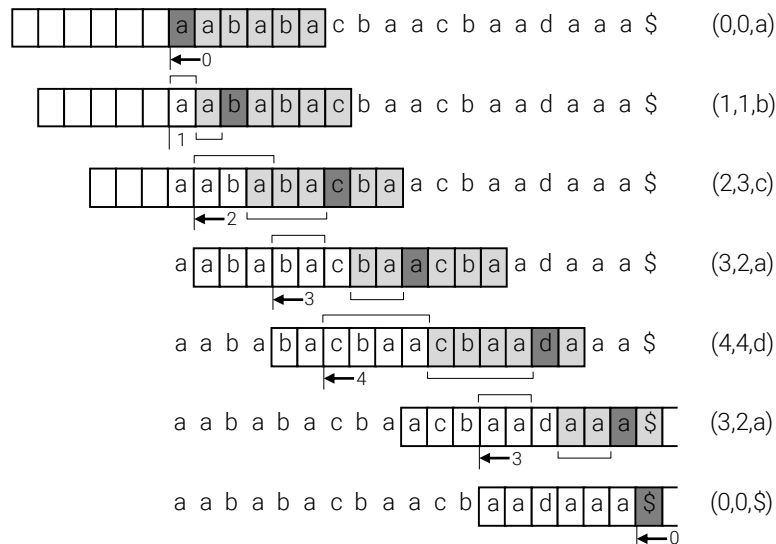 a a b a b a c b a a c b a a d a a a $ (0,0,a)
0
a a b a b a c b a a c b a a d a a a $ (1,1,b)
1
a a b a b a c b a a c b a a d a a a $ (2,3,c)
2
a a b a b a c b a a c b a a d a a a $ (3,2,a)
3
a a b a b a c b a a c b a a d a a a $ (4,4,d)
4
a a b a b a c b a a c b a a d a a a $ (3,2,a)
3
a a b a b a c b a a c b a a d a a a $ (0,0,$)
0